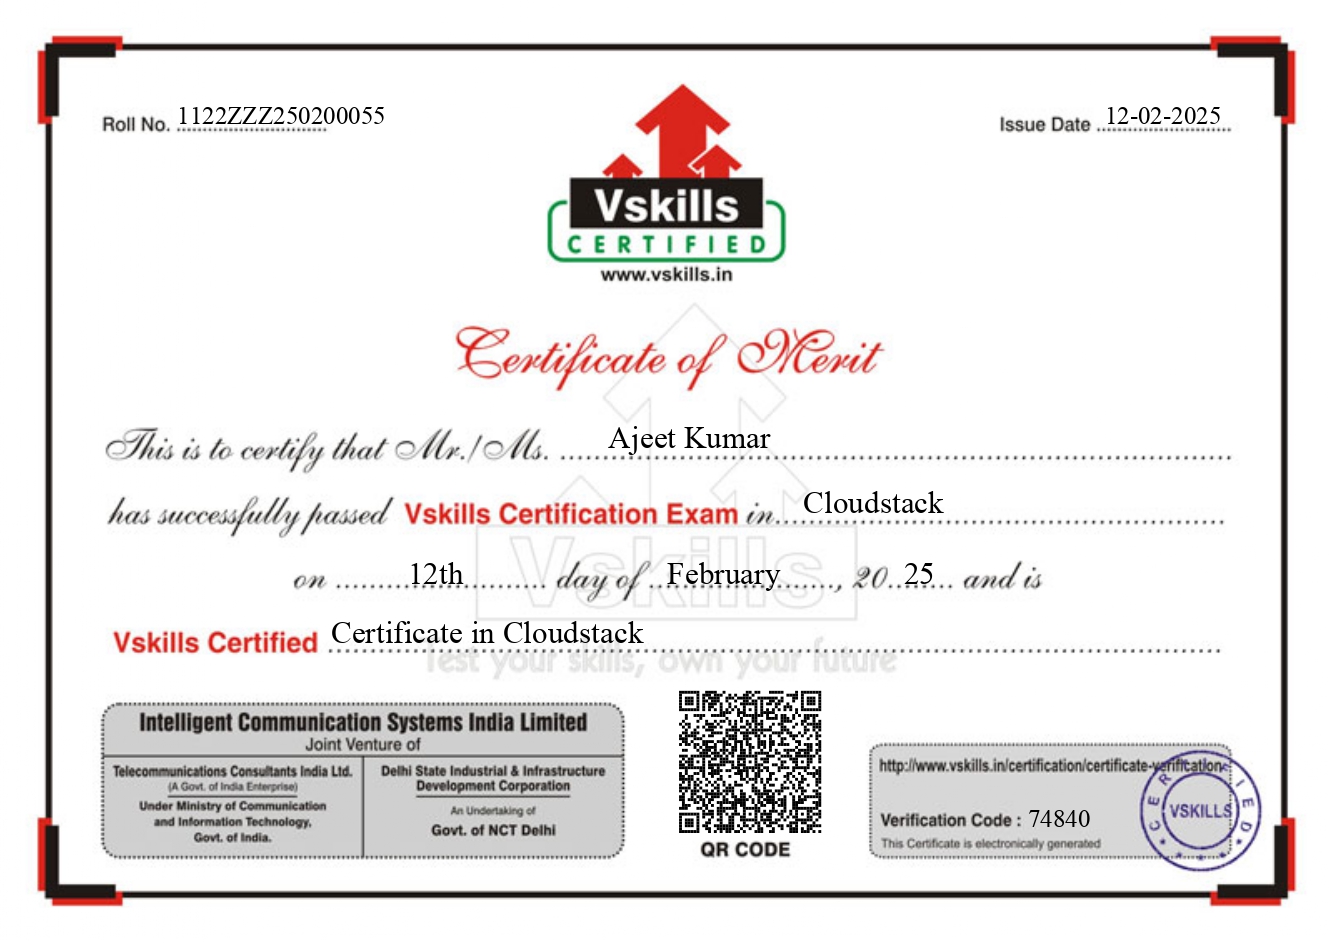 Roll No. 1122ZZZ250200055
Issue Date 12-02-2025
Vskills
CERTIFIED
www.vskills.in
Certificate of Merit
This is to certify that Mr./Ms. Ajeet Kumar
has successfully passed Vskills Certification Exam in Cloudstack
on 12th day of February, 20 25 and is
Vskills Certified Certificate in Cloudstack
Vskills
Test your skills, own your future
Intelligent Communication Systems India Limited
Joint Venture of
Telecommunications Consultants India Ltd.
(A Govt. of India Enterprise)
Under Ministry of Communication
and Information Technology,
Govt. of India.
Delhi State Industrial & Infrastructure
Development Corporation
An Undertaking of
Govt. of NCT Delhi
QR CODE
http://www.vskills.in/certification/certificate-verification
Verification Code : 74840
This Certificate is electronically generated
CERTIFIED
VSKILLS